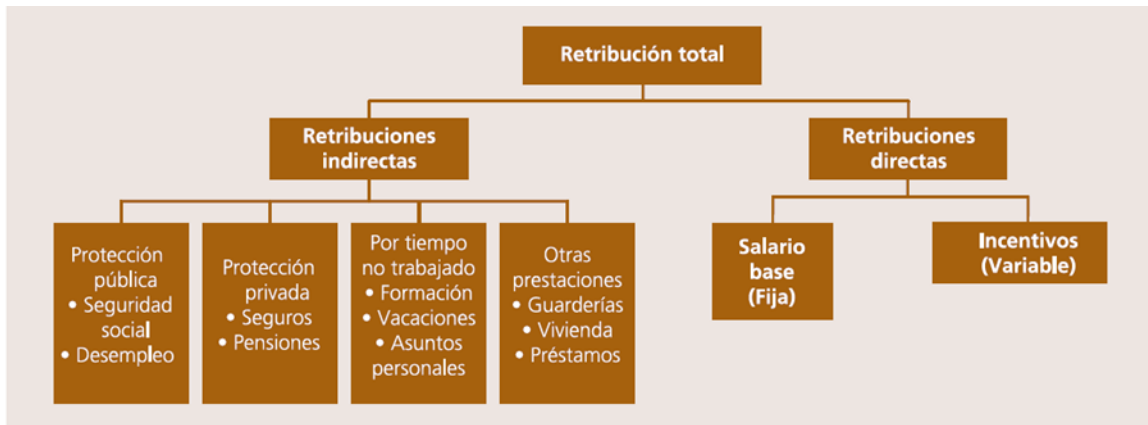 Retribución total
Retribuciones
indirectas
Retribuciones
directas
Protección
pública
• Seguridad
social
• Desempleo
Protección
privada
• Seguros
• Pensiones
Por tiempo
no trabajado
• Formación
• Vacaciones
• Asuntos
personales
Otras
prestaciones
• Guarderías
• Vivienda
• Préstamos
Salario
base
(Fija)
Incentivos
(Variable)